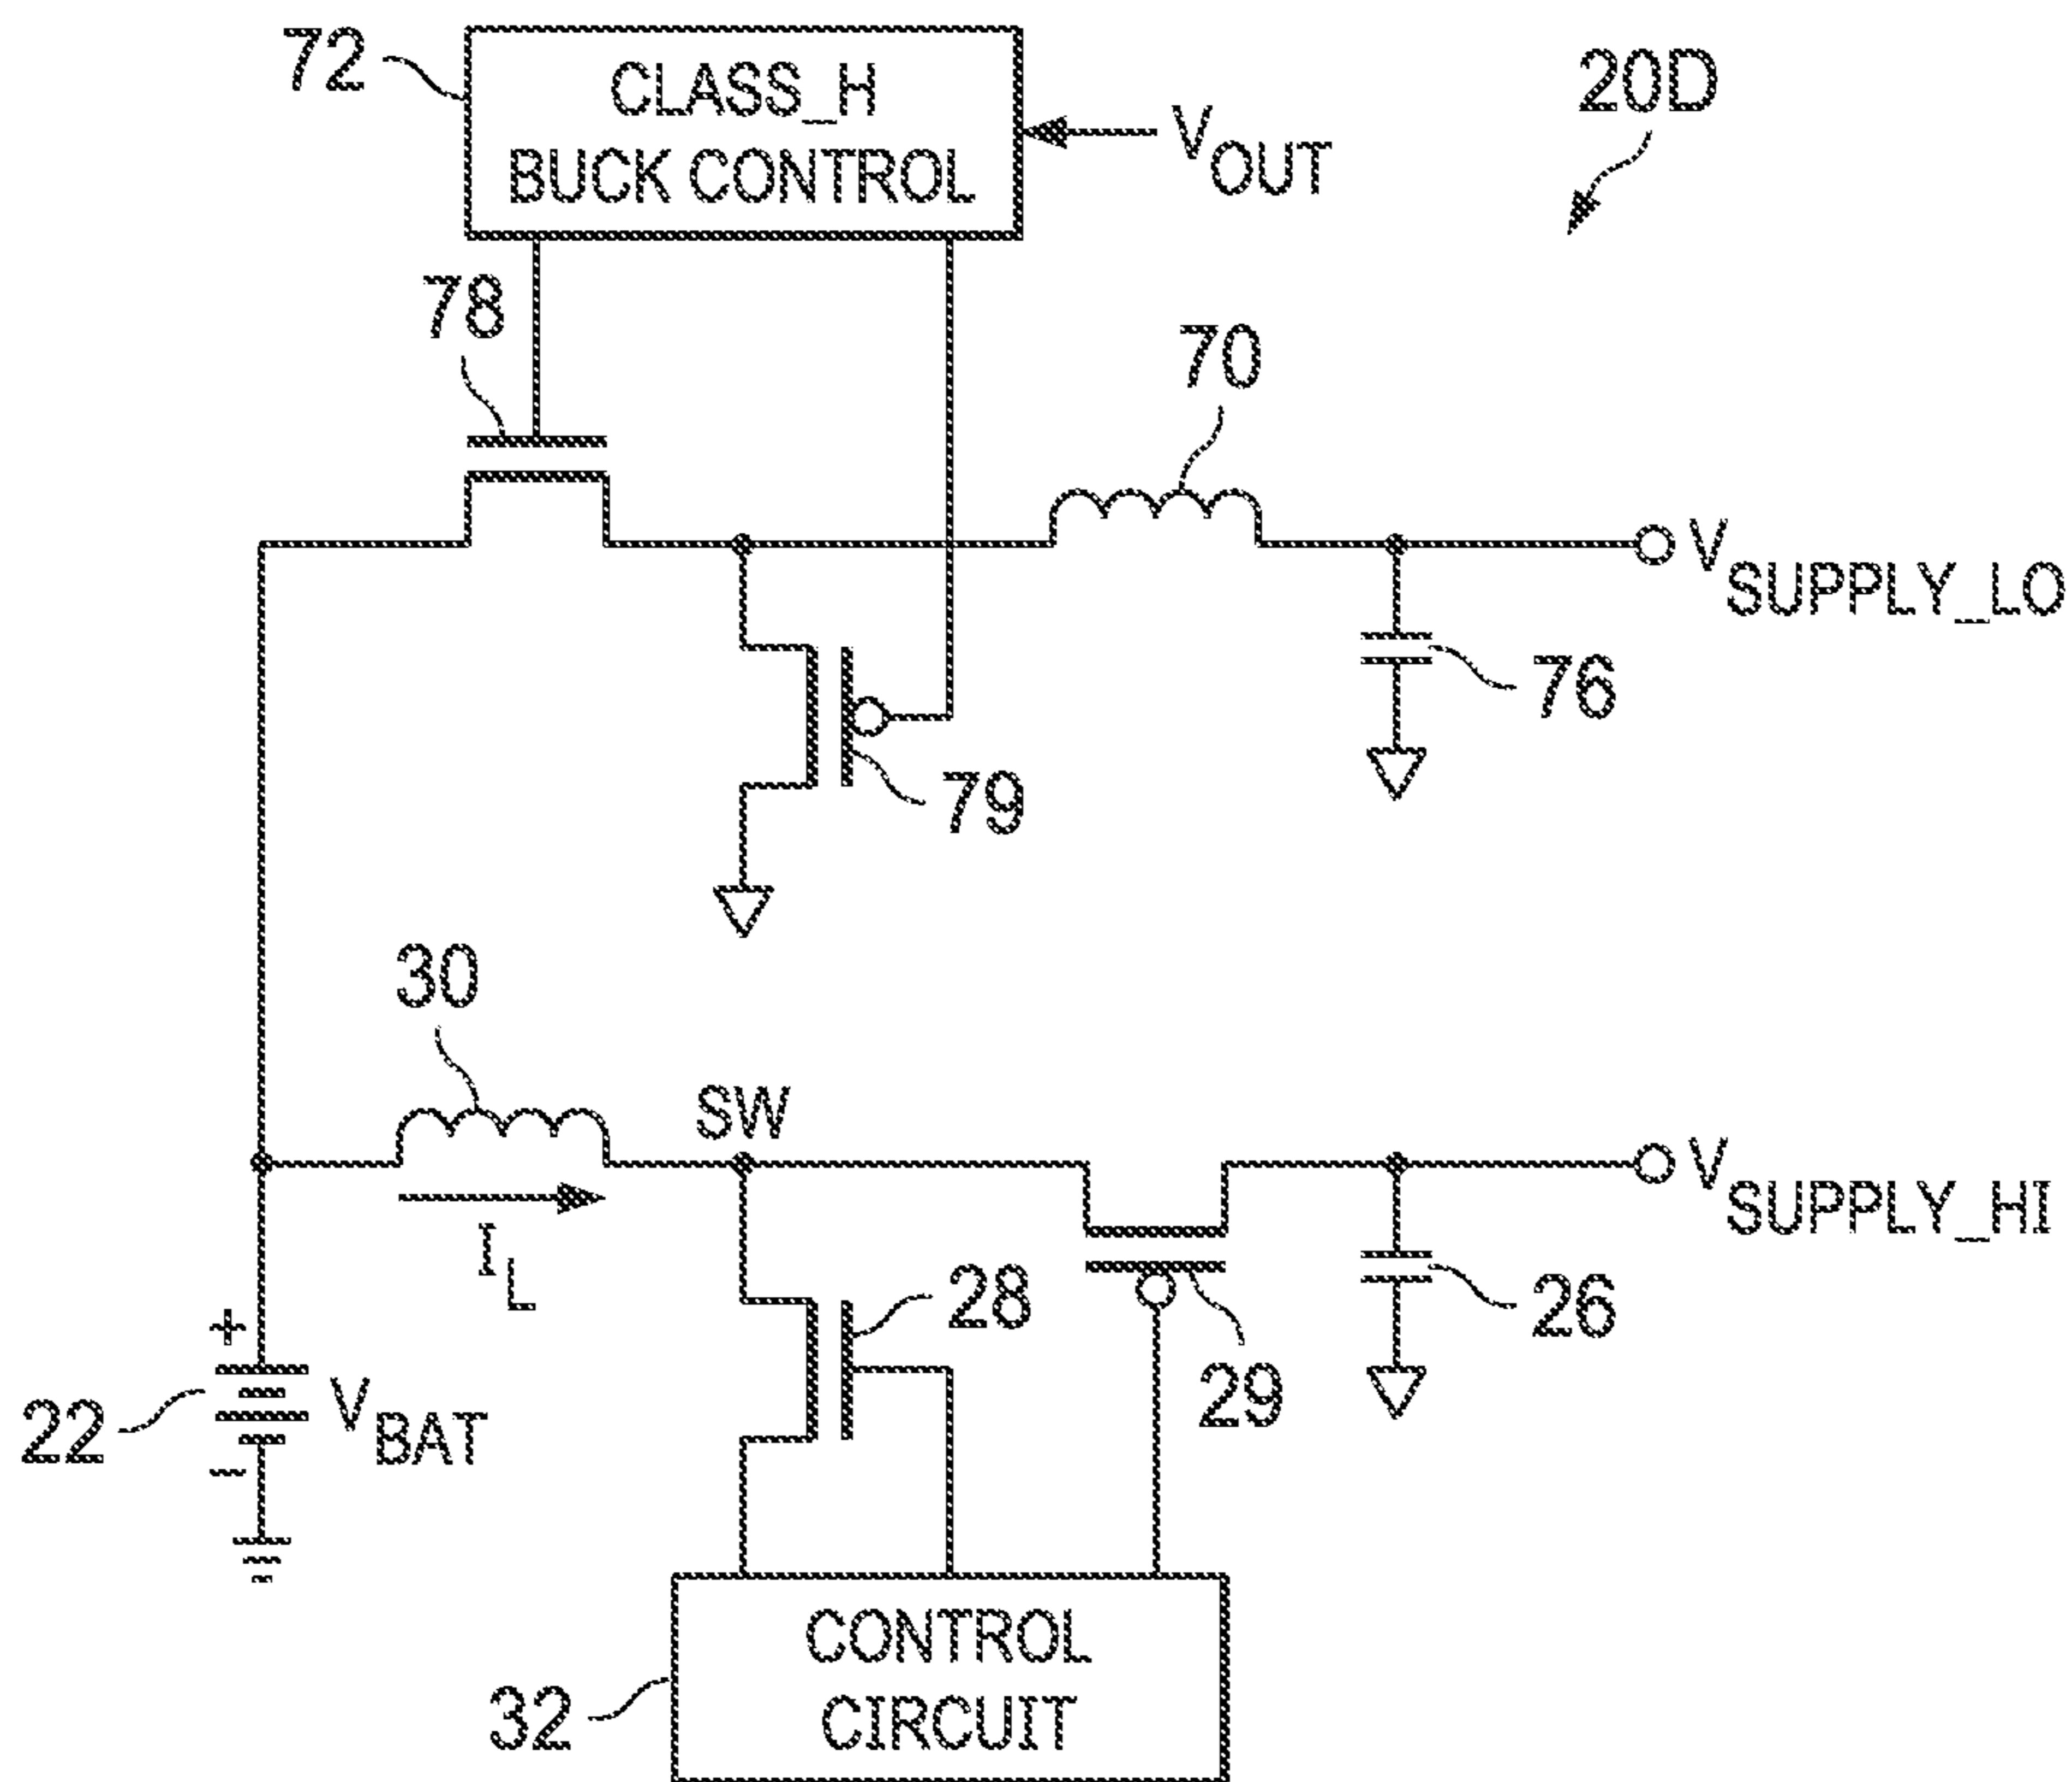 72
CLASS_H
BUCK CONTROL
VOUT
20D
78
70
VSUPPLY_LO
76
79
30
SW
IL
VSUPPLY_HI
28
26
29
+
22
VBAT
−
CONTROL
CIRCUIT
32